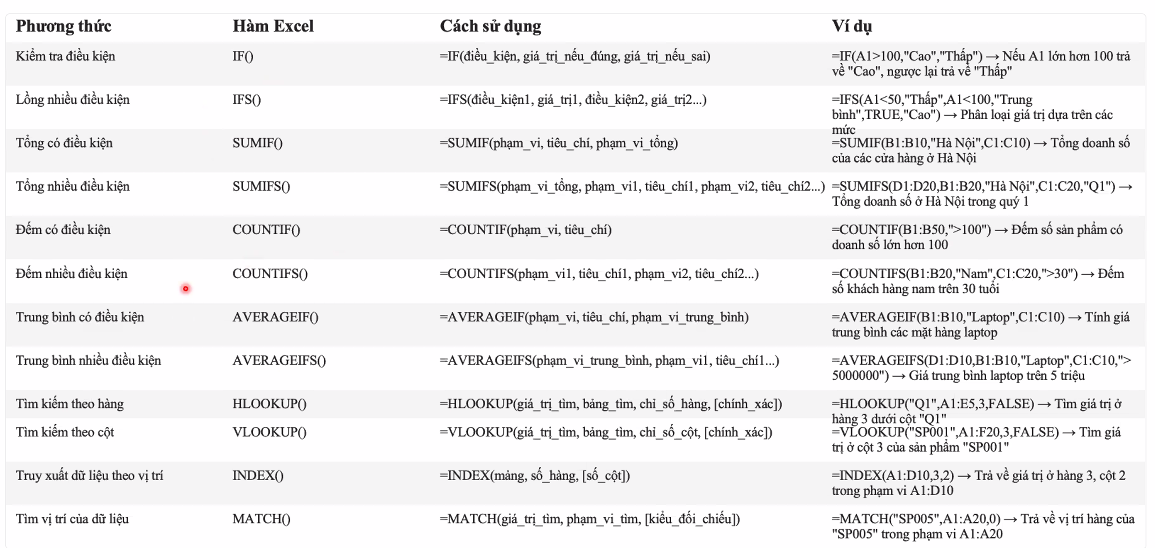 Phương thức Hàm Excel Cách sử dụng Ví dụ
Kiểm tra điều kiện IF() =IF(điều_kiện, giá_trị_nếu_đúng, giá_trị_nếu_sai) =IF(A1>100,"Cao","Thấp") → Nếu A1 lớn hơn 100 trả
về "Cao", ngược lại trả về "Thấp"
Lồng nhiều điều kiện IFS() =IFS(điều_kiện1, giá_trị1, điều_kiện2, giá_trị2...) =IFS(A1<50,"Thấp",A1<100,"Trung
bình",TRUE,"Cao") → Phân loại giá trị dựa trên các
mức
Tổng có điều kiện SUMIF() =SUMIF(phạm_vi, tiêu_chí, phạm_vi_tổng) =SUMIF(B1:B10,"Hà Nội",C1:C10) → Tổng doanh số
của các cửa hàng ở Hà Nội
Tổng nhiều điều kiện SUMIFS() =SUMIFS(phạm_vi_tổng, phạm_vi1, tiêu_chí1, phạm_vi2, tiêu_chí2...) =SUMIFS(D1:D20,B1:B20,"Hà Nội",C1:C20,"Q1") →
Tổng doanh số ở Hà Nội trong quý 1
Đếm có điều kiện COUNTIF() =COUNTIF(phạm_vi, tiêu_chí) =COUNTIF(B1:B50,">100") → Đếm số sản phẩm có
doanh số lớn hơn 100
Đếm nhiều điều kiện COUNTIFS() =COUNTIFS(phạm_vi1, tiêu_chí1, phạm_vi2, tiêu_chí2...) =COUNTIFS(B1:B20,"Nam",C1:C20,">30") → Đếm
số khách hàng nam trên 30 tuổi
Trung bình có điều kiện AVERAGEIF() =AVERAGEIF(phạm_vi, tiêu_chí, phạm_vi_trung_bình) =AVERAGEIF(B1:B10,"Laptop",C1:C10) → Tính giá
trung bình các mặt hàng laptop
Trung bình nhiều điều kiện AVERAGEIFS() =AVERAGEIFS(phạm_vi_trung_bình, phạm_vi1, tiêu_chí1...) =AVERAGEIFS(D1:D10,B1:B10,"Laptop",C1:C10,">
5000000") → Giá trung bình laptop trên 5 triệu
Tìm kiếm theo hàng HLOOKUP() =HLOOKUP(giá_trị_tìm, bảng_tìm, chỉ_số_hàng, [chính_xác]) =HLOOKUP("Q1",A1:E5,3,FALSE) → Tìm giá trị ở
hàng 3 dưới cột "Q1"
Tìm kiếm theo cột VLOOKUP() =VLOOKUP(giá_trị_tìm, bảng_tìm, chỉ_số_cột, [chính_xác]) =VLOOKUP("SP001",A1:F20,3,FALSE) → Tìm giá
trị ở cột 3 của sản phẩm "SP001"
Truy xuất dữ liệu theo vị trí INDEX() =INDEX(mảng, số_hàng, [số_cột]) =INDEX(A1:D10,3,2) → Trả về giá trị ở hàng 3, cột 2
trong phạm vi A1:D10
Tìm vị trí của dữ liệu MATCH() =MATCH(giá_trị_tìm, phạm_vi_tìm, [kiểu_đối_chiếu]) =MATCH("SP005",A1:A20,0) → Trả về vị trí hàng của
"SP005" trong phạm vi A1:A20